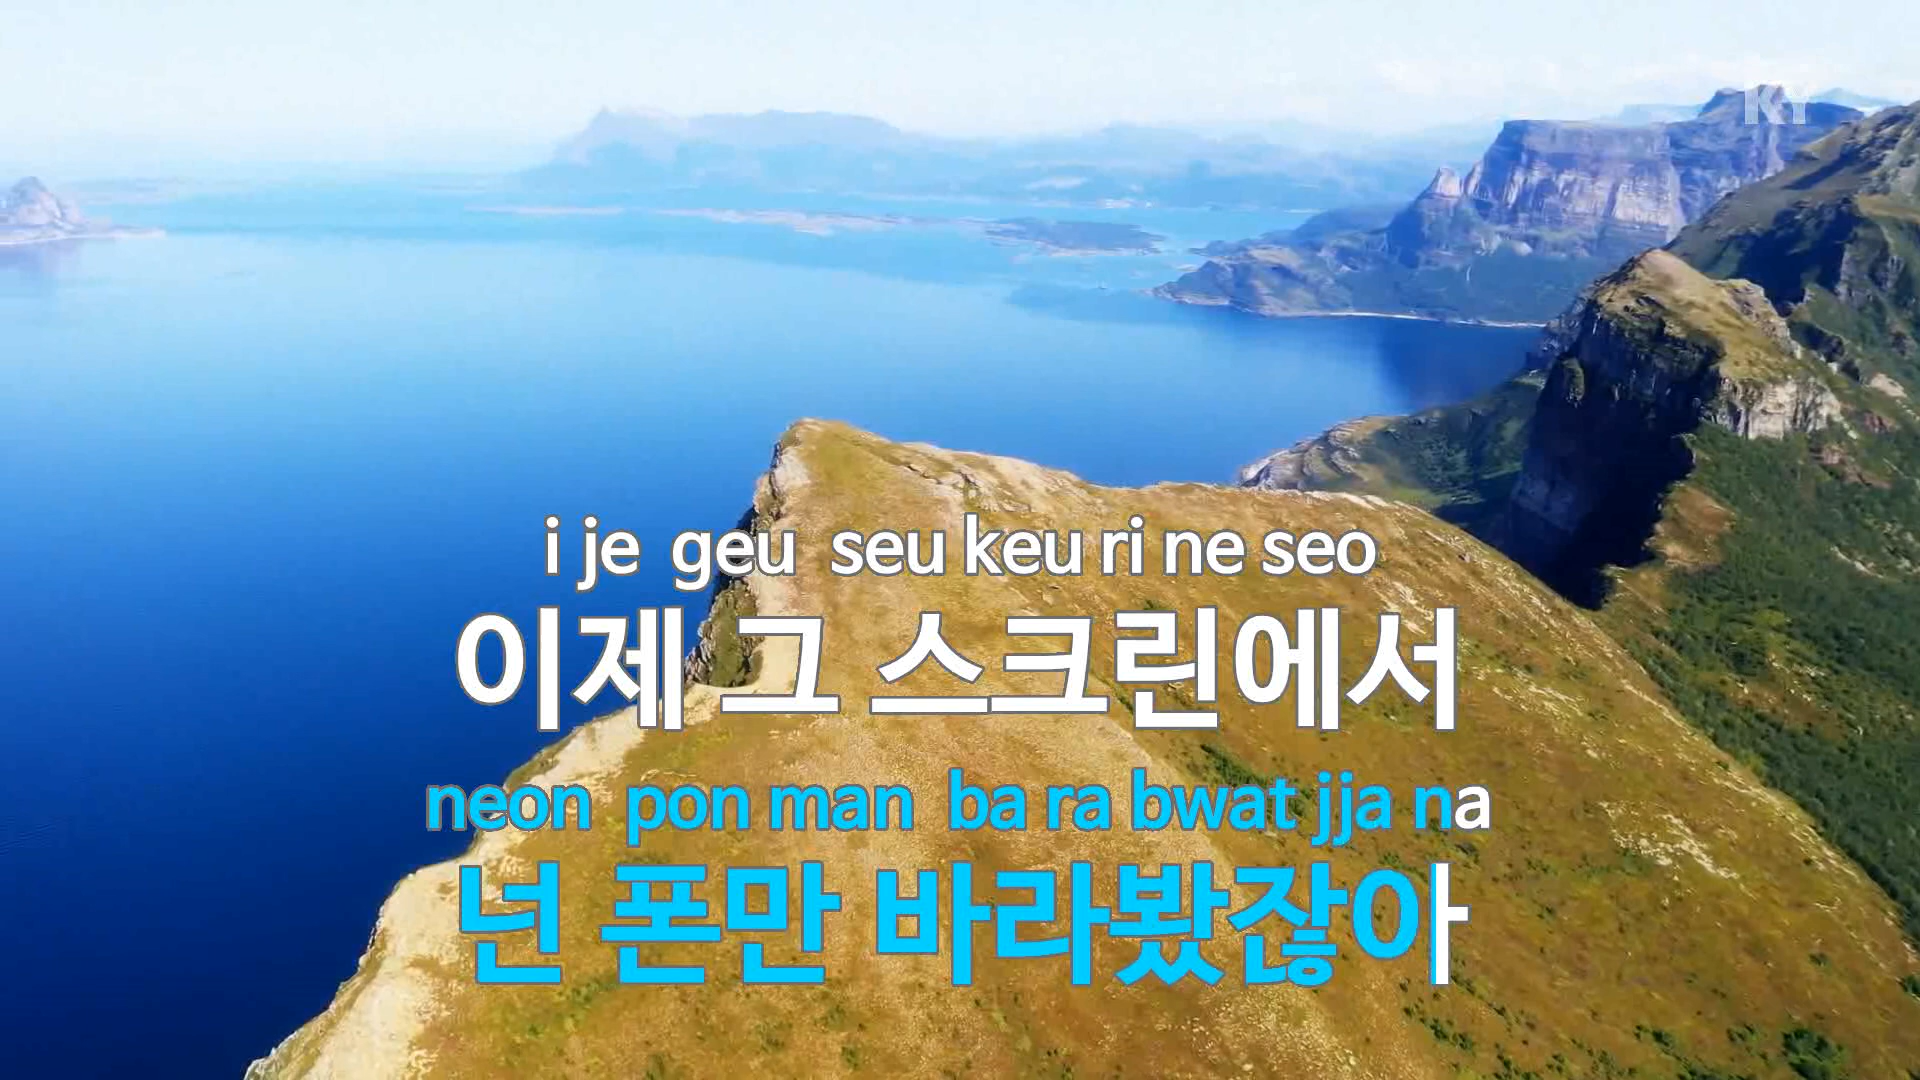 KY
i je geu seu keu ri ne seo
이제 그 스크린에서
neon pon man ba ra bwat jja na
넌 폰만 바라봤잖아